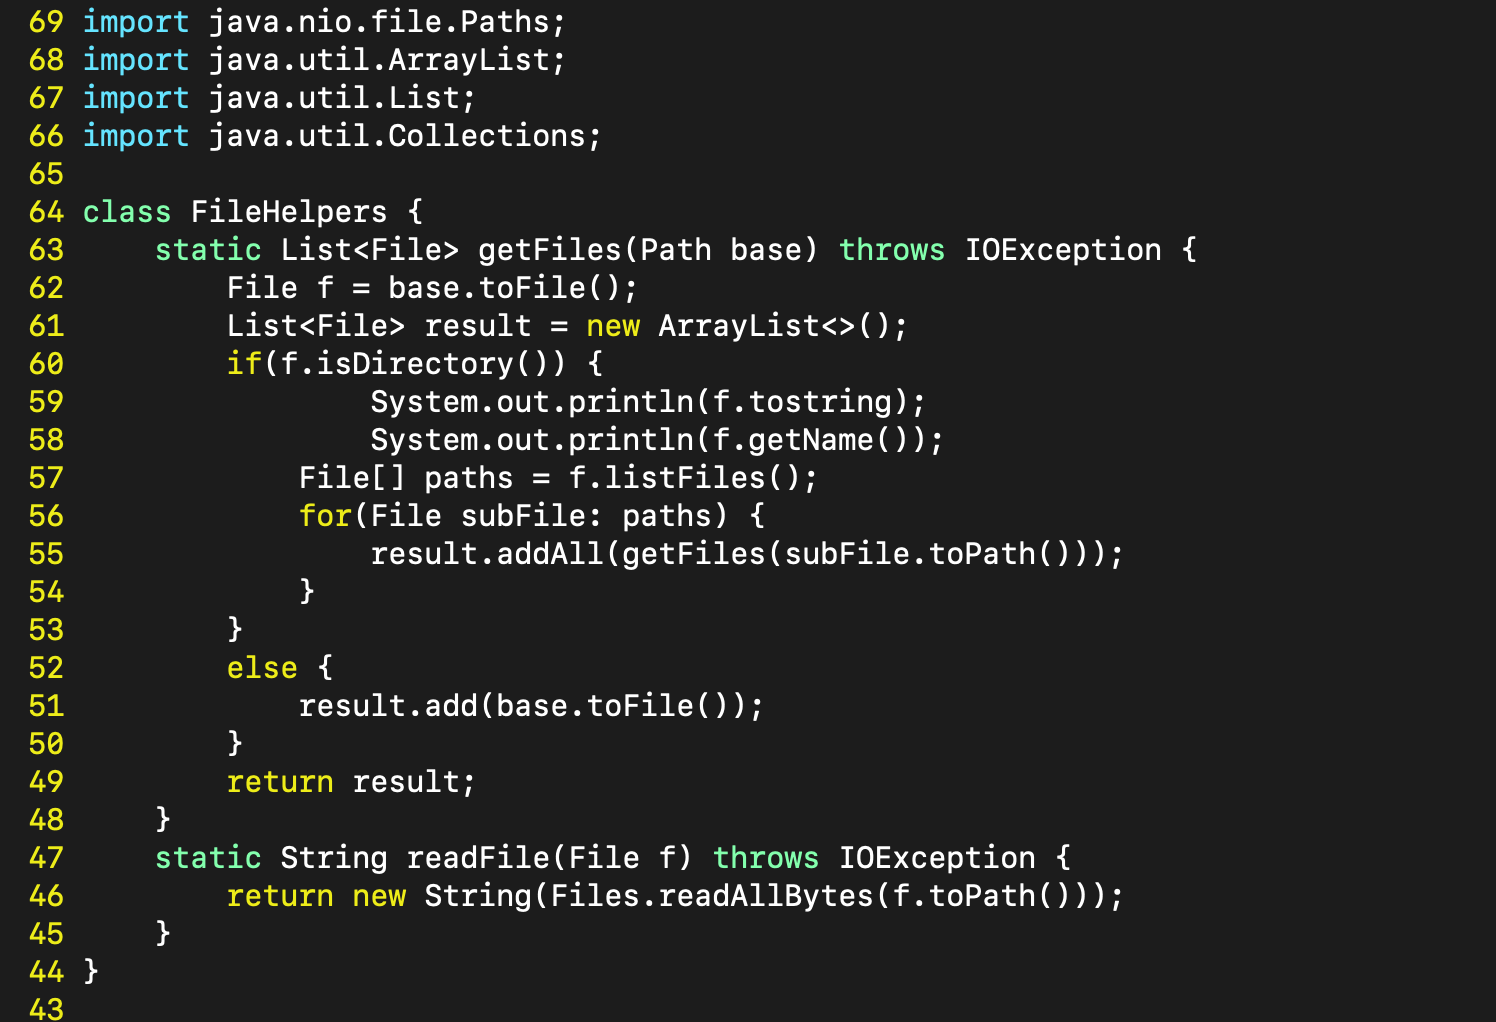 69 import java.nio.file.Paths;
68 import java.util.ArrayList;
67 import java.util.List;
66 import java.util.Collections;
65
64 class FileHelpers {
63     static List<File> getFiles(Path base) throws IOException {
62         File f = base.toFile();
61         List<File> result = new ArrayList<>();
60         if(f.isDirectory()) {
59                 System.out.println(f.tostring);
58                 System.out.println(f.getName());
57             File[] paths = f.listFiles();
56             for(File subFile: paths) {
55                 result.addAll(getFiles(subFile.toPath()));
54             }
53         }
52         else {
51             result.add(base.toFile());
50         }
49         return result;
48     }
47     static String readFile(File f) throws IOException {
46         return new String(Files.readAllBytes(f.toPath()));
45     }
44 }
43